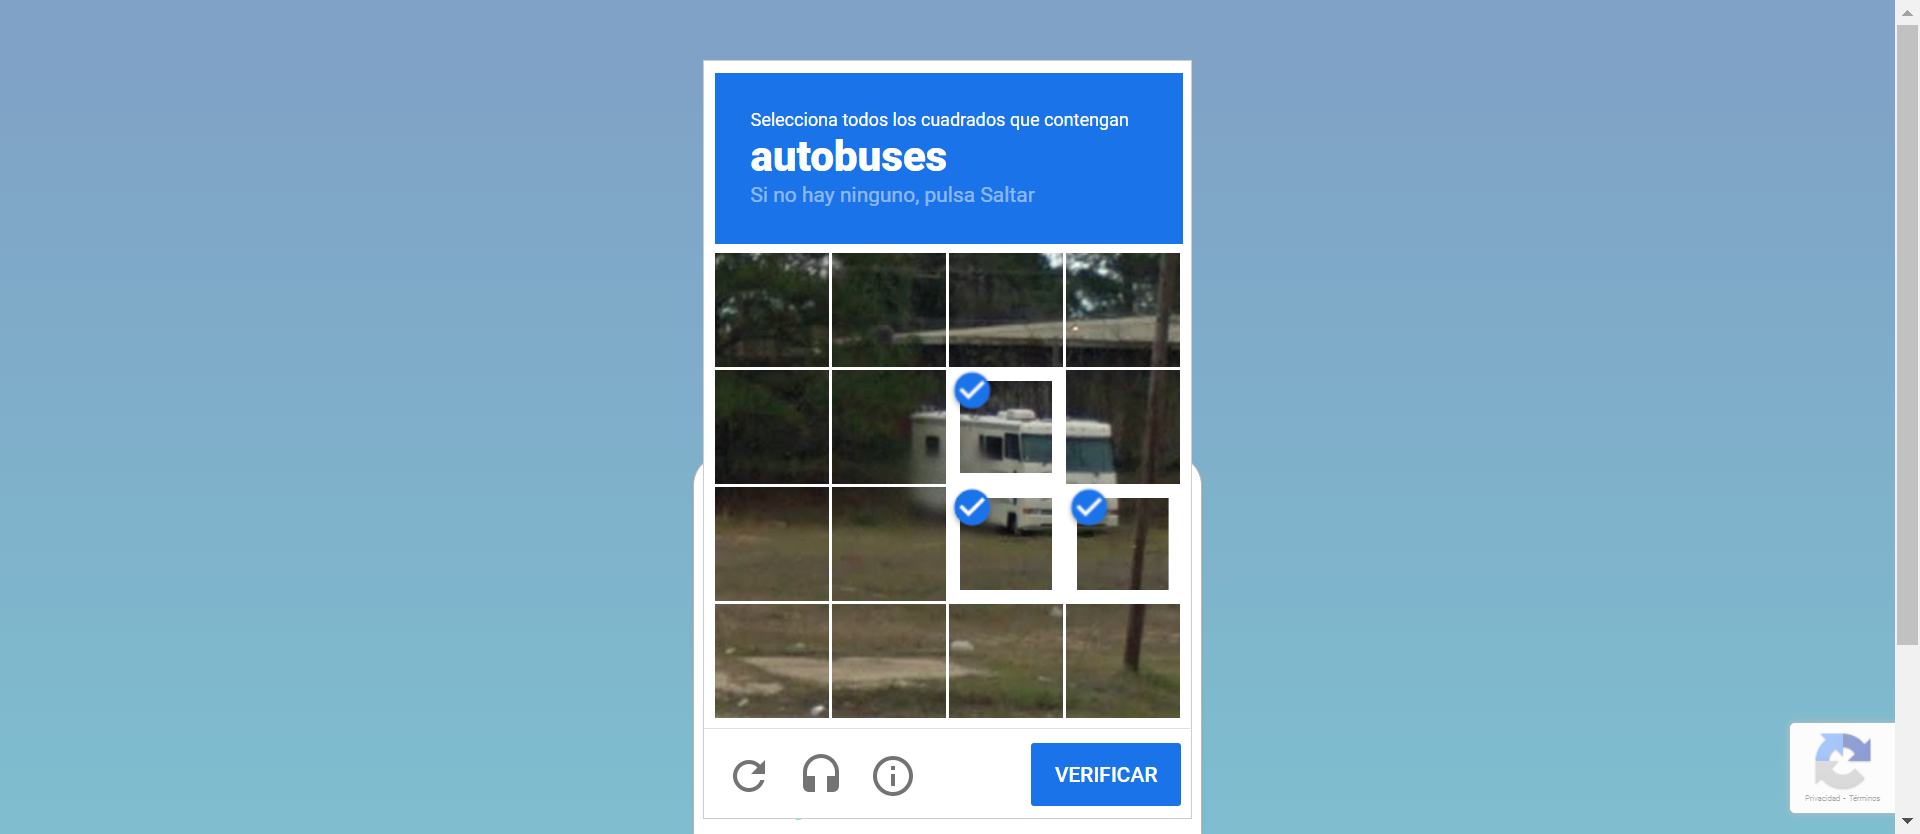 Selecciona todos los cuadrados que contengan
autobuses
Si no hay ninguno, pulsa Saltar
VERIFICAR
Privacidad - Términos